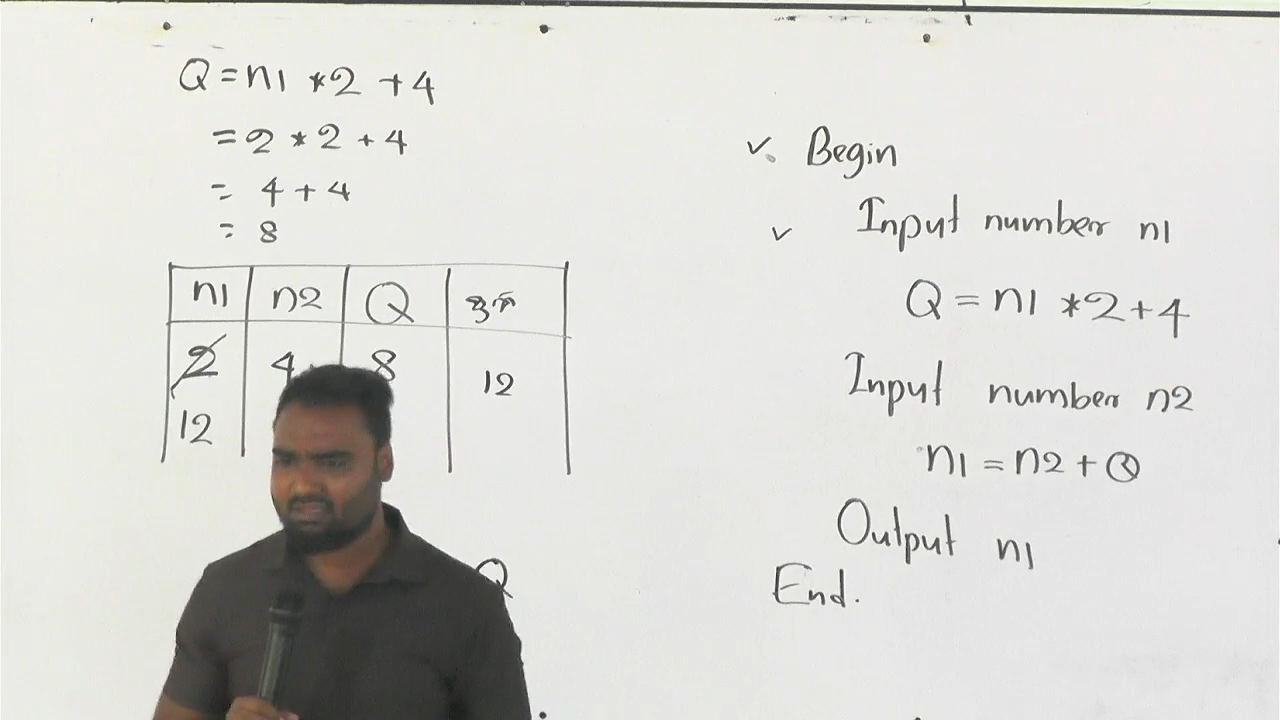 Q = n1 * 2 + 4
= 2 * 2 + 4
= 4 + 4
= 8
n1 n2 Q
2 4 8 12
12
Q
✓ Begin
✓ Input number n1
Q = n1 * 2 + 4
Input number n2
n1 = n2 + Q
Output n1
End.